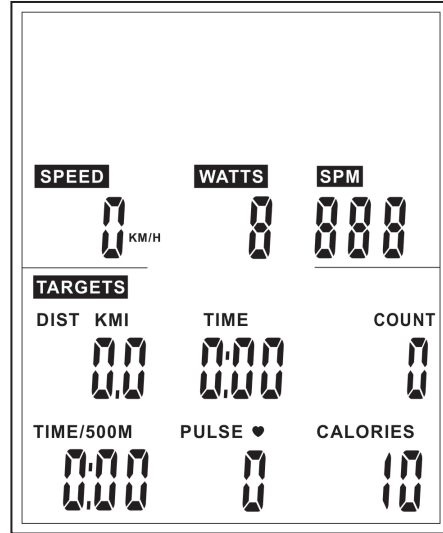 SPEED WATTS SPM
0 KM/H 8 888
TARGETS
DIST KMI TIME COUNT
0.0 0:00 0
TIME/500M PULSE ♥ CALORIES
0:00 0 10